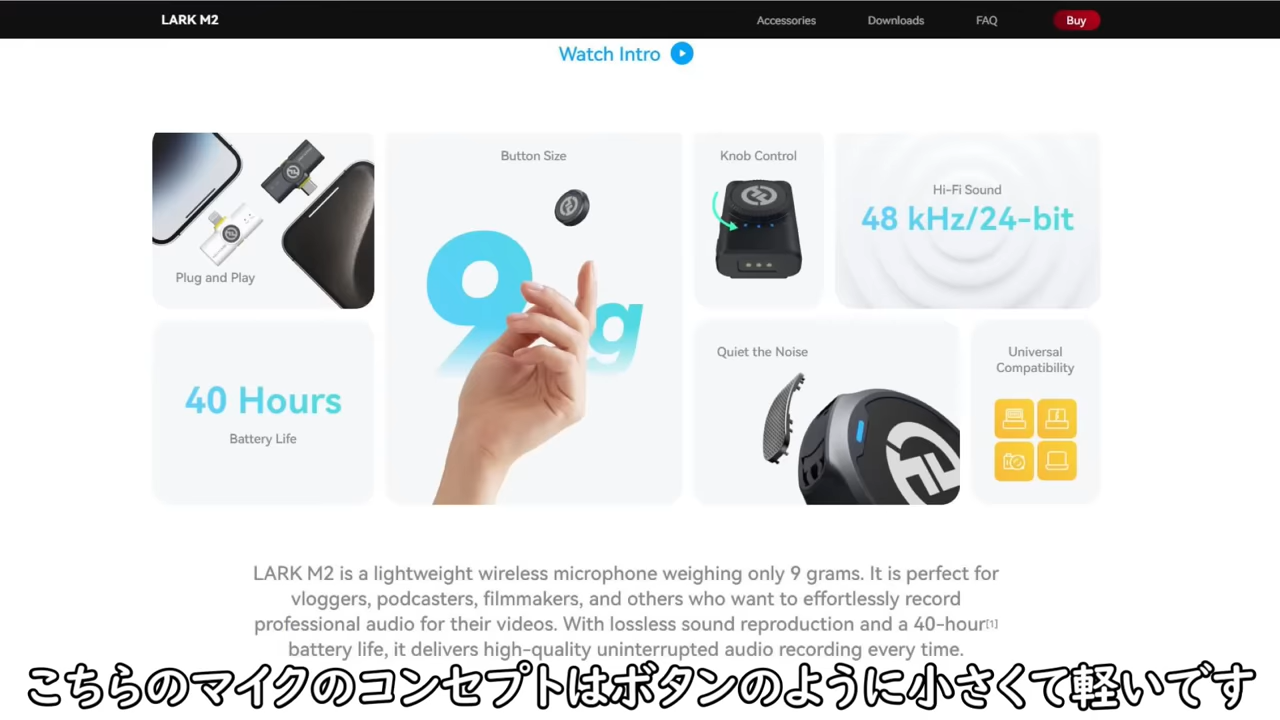 LARK M2
Accessories
Downloads
FAQ
Buy
Watch Intro
Plug and Play
Button Size
9g
Knob Control
Hi-Fi Sound
48 kHz/24-bit
40 Hours
Battery Life
Quiet the Noise
Universal
Compatibility
LARK M2 is a lightweight wireless microphone weighing only 9 grams. It is perfect for
vloggers, podcasters, filmmakers, and others who want to effortlessly record
professional audio for their videos. With lossless sound reproduction and a 40-hour[1]
battery life, it delivers high-quality uninterrupted audio recording every time.
こちらのマイクのコンセプトはボタンのように小さくて軽いです